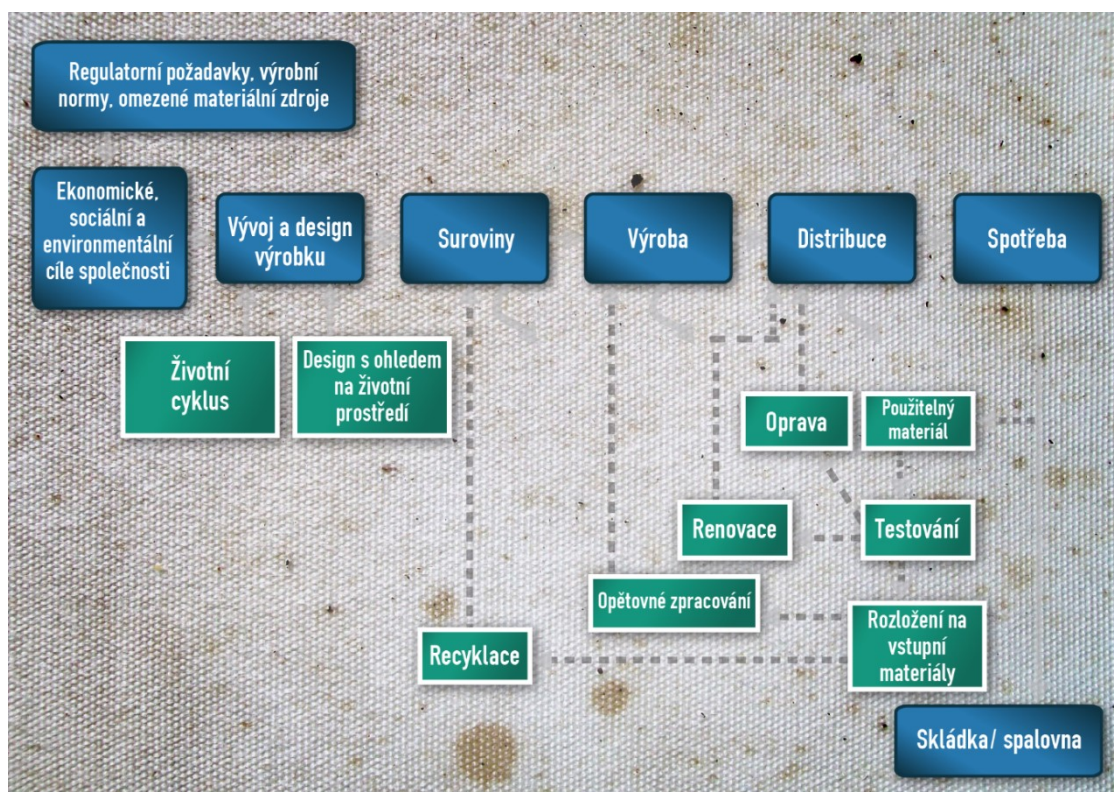 Regulatorní požadavky, výrobní
normy, omezené materiální zdroje
Ekonomické,
sociální a
environmentální
cíle společnosti
Vývoj a design
výrobku
Suroviny
Výroba
Distribuce
Spotřeba
Životní
cyklus
Design s ohledem
na životní
prostředí
Oprava
Použitelný
materiál
Renovace
Testování
Opětovné zpracování
Rozložení na
vstupní
materiály
Recyklace
Skládka/ spalovna